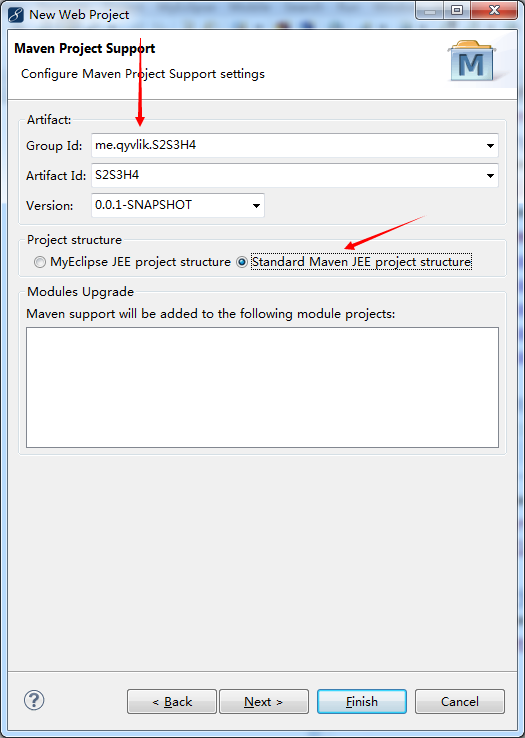 New Web Project
Maven Project Support
Configure Maven Project Support settings
M
Artifact:
Group Id: me.qyvlik.S2S3H4
Artifact Id: S2S3H4
Version: 0.0.1-SNAPSHOT
Project structure
MyEclipse JEE project structure Standard Maven JEE project structure
Modules Upgrade
Maven support will be added to the following module projects:
? < Back Next > Finish Cancel